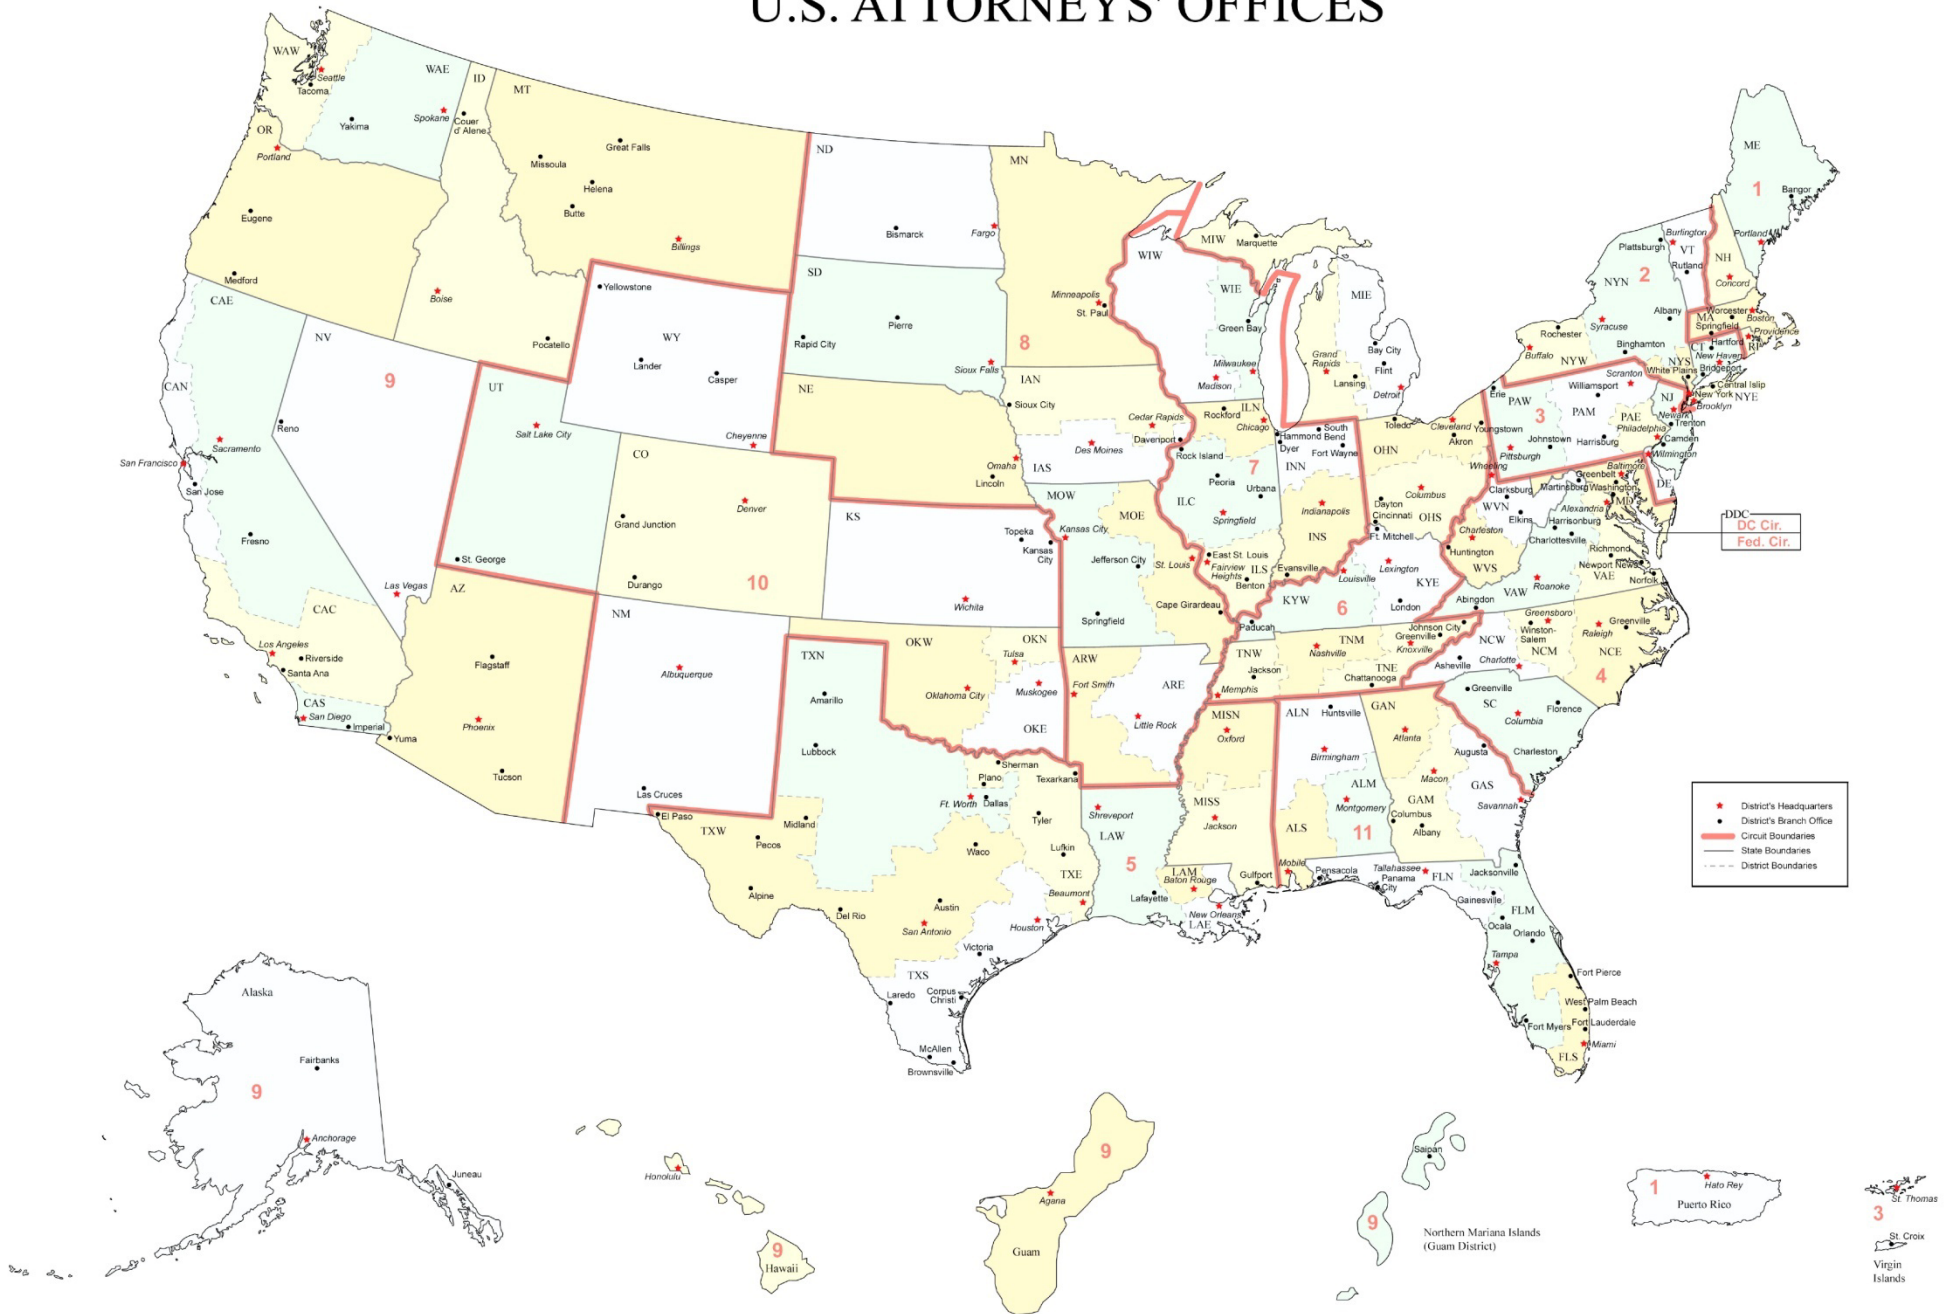 U.S. ATTORNEYS' OFFICES
WAW
Seattle
Tacoma
WAE
Spokane
Yakima
ID
Couer
d' Alene
MT
Great Falls
Missoula
Helena
Butte
Billings
OR
Portland
Eugene
Medford
Boise
Pocatello
ND
Bismarck
Fargo
MN
Minneapolis
St. Paul
8
SD
Pierre
Rapid City
Sioux Falls
WY
Yellowstone
Lander
Casper
Cheyenne
CAE
CAN
NV
9
Reno
Sacramento
San Francisco
San Jose
Fresno
Las Vegas
CAC
Los Angeles
Riverside
Santa Ana
CAS
San Diego
Imperial
UT
Salt Lake City
St. George
CO
Denver
Grand Junction
Durango
10
AZ
Flagstaff
Phoenix
Yuma
Tucson
NM
Albuquerque
Las Cruces
NE
Omaha
Lincoln
KS
Topeka
Kansas
City
Wichita
IAN
Sioux City
Cedar Rapids
IAS
Des Moines
Davenport
MOW
Kansas City
MOE
Jefferson City
St. Louis
Springfield
Cape Girardeau
OKW
OKN
Tulsa
Oklahoma City
Muskogee
OKE
ARW
Fort Smith
ARE
Little Rock
TXN
Amarillo
Lubbock
Sherman
Plano
Ft. Worth
Dallas
Texarkana
TXW
El Paso
Midland
Pecos
Alpine
Del Rio
Waco
Austin
San Antonio
Tyler
Lufkin
TXE
Beaumont
Houston
Victoria
TXS
Laredo
Corpus
Christi
McAllen
Brownsville
LAW
Shreveport
5
Lafayette
LAM
Baton Rouge
New Orleans
LAE
MISN
Oxford
MISS
Jackson
Gulfport
WIW
WIE
Green Bay
Milwaukee
Madison
MIW
Marquette
MIE
Grand
Rapids
Lansing
Bay City
Flint
Detroit
ILN
Rockford
Chicago
Rock Island
7
Peoria
Urbana
ILC
Springfield
East St. Louis
Fairview
Heights
ILS
Benton
Hammond
Dyer
South
Bend
Fort Wayne
INN
Indianapolis
INS
Evansville
OHN
Toledo
Cleveland
Akron
Youngstown
Columbus
Dayton
Cincinnati
OHS
Ft. Mitchell
Louisville
Lexington
KYE
KYW
6
London
Paducah
TNW
Jackson
Memphis
TNM
Nashville
TNE
Johnson City
Greenville
Knoxville
Chattanooga
ALN
Huntsville
Birmingham
ALM
Montgomery
11
ALS
Mobile
GAN
Atlanta
Macon
GAM
Columbus
Albany
Augusta
GAS
Savannah
Pensacola
Tallahassee
Panama
City
FLN
Jacksonville
Gainesville
FLM
Ocala
Orlando
Tampa
Fort Pierce
West Palm Beach
Fort Myers
Fort Lauderdale
FLS
Miami
SC
Greenville
Florence
Columbia
Charleston
NCW
Asheville
Charlotte
Greensboro
Winston-
Salem
NCM
Raleigh
Greenville
NCE
4
Wheeling
Clarksburg
WVN
Elkins
Martinsburg
Charleston
Huntington
WVS
Harrisonburg
Charlottesville
Alexandria
Richmond
Newport News
VAE
Norfolk
VAW
Roanoke
Abingdon
Baltimore
Greenbelt
Washington
MD
DE
Wilmington
DDC
DC Cir.
Fed. Cir.
Erie
PAW
3
Johnstown
Pittsburgh
Williamsport
Scranton
PAM
Harrisburg
PAE
Philadelphia
NJ
Newark
Trenton
Camden
NYN
2
Plattsburgh
Albany
Syracuse
Binghamton
Rochester
Buffalo
NYW
NYS
White Plains
Central Islip
New York
NYE
Brooklyn
Burlington
VT
Rutland
NH
Concord
ME
1
Bangor
Portland
MA
Worcester
Boston
Springfield
Providence
RI
CT
Hartford
New Haven
Bridgeport
District's Headquarters
District's Branch Office
Circuit Boundaries
State Boundaries
District Boundaries
Alaska
Fairbanks
9
Anchorage
Juneau
Honolulu
9
Hawaii
9
Agana
Guam
Saipan
9
Northern Mariana Islands
(Guam District)
1
Hato Rey
Puerto Rico
St. Thomas
3
St. Croix
Virgin
Islands